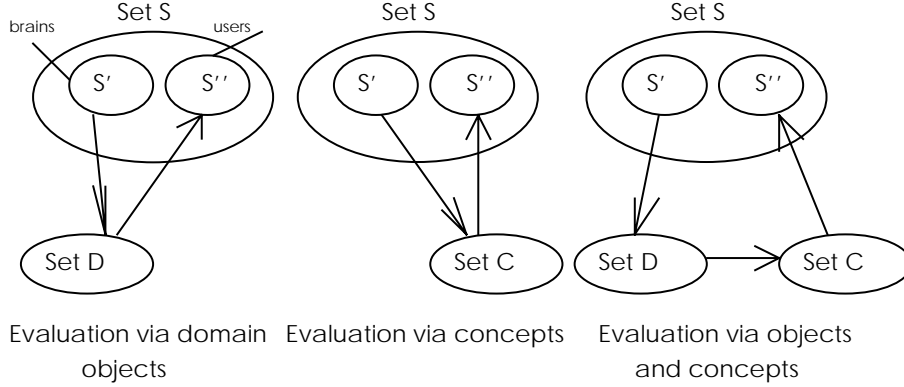 Set S
brains
users
S'
S''
Set D
Evaluation via domain
objects
Set S
S'
S''
Set C
Evaluation via concepts
Set S
S'
S''
Set D
Set C
Evaluation via objects
and concepts